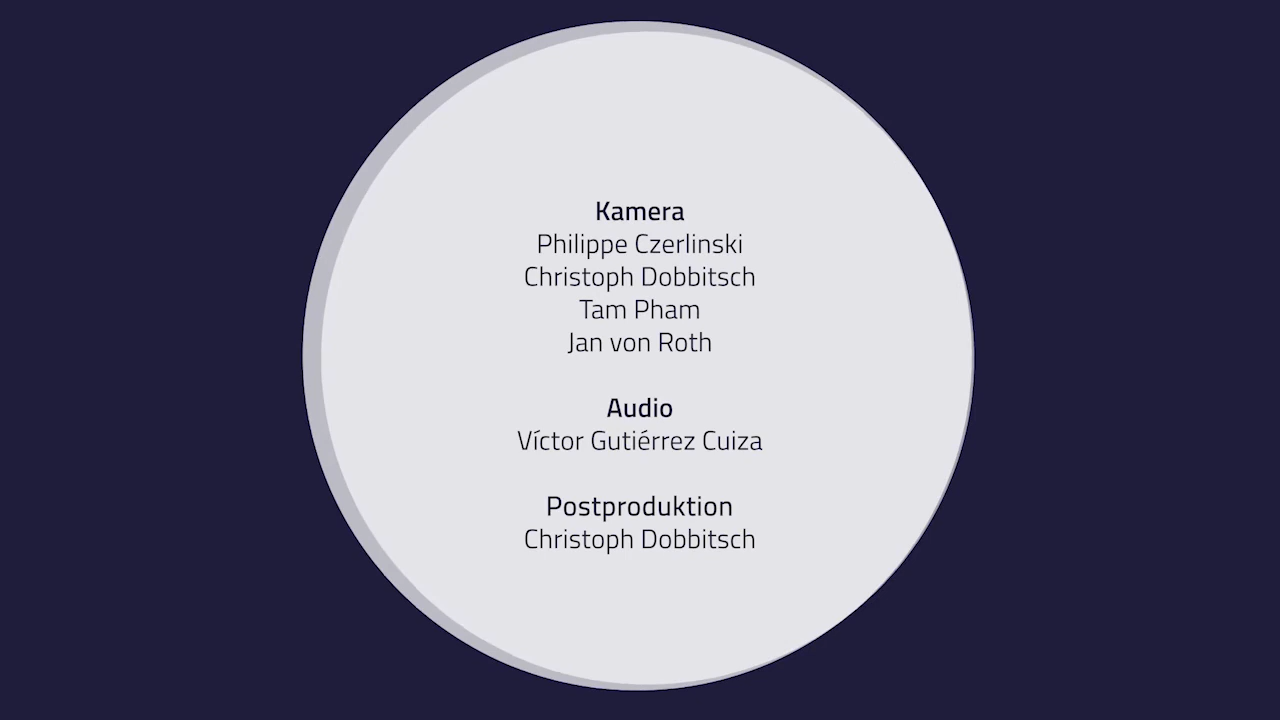 Kamera
Philippe Czerlinski
Christoph Dobbitsch
Tam Pham
Jan von Roth
Audio
Víctor Gutiérrez Cuiza
Postproduktion
Christoph Dobbitsch